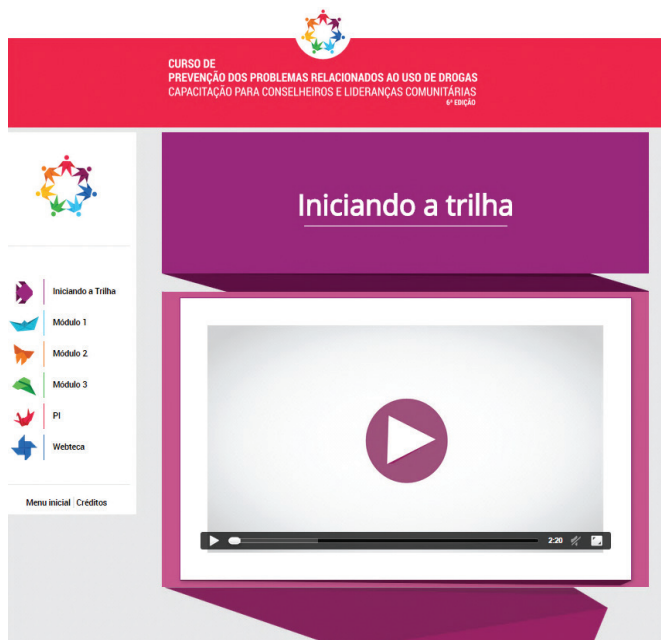 CURSO DE
PREVENÇÃO DOS PROBLEMAS RELACIONADOS AO USO DE DROGAS
CAPACITAÇÃO PARA CONSELHEIROS E LIDERANÇAS COMUNITÁRIAS
6ª EDIÇÃO
Iniciando a trilha
Iniciando a Trilha
Módulo 1
Módulo 2
Módulo 3
PI
Webteca
Menu inicial Créditos
2:20